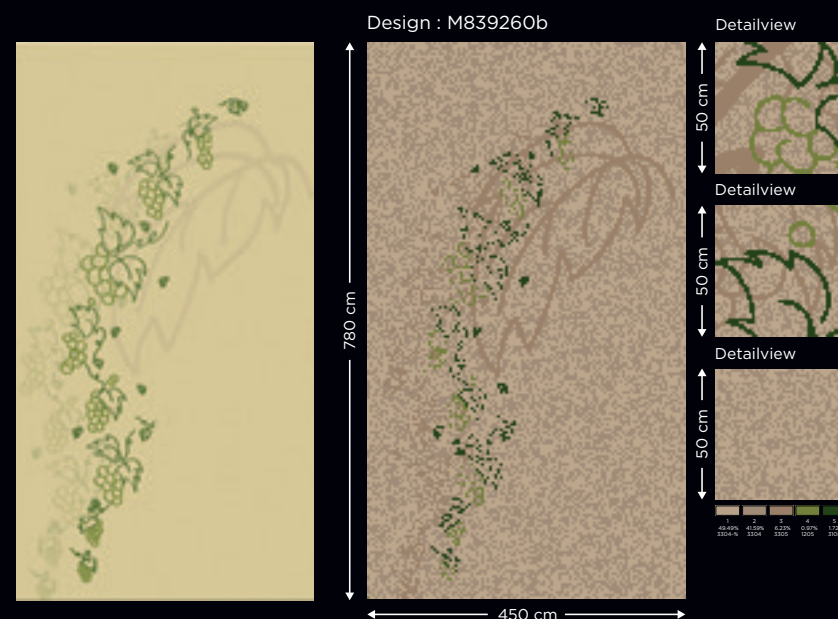 Design : M839260b
Detailview
50 cm
Detailview
50 cm
Detailview
50 cm
780 cm
450 cm
1 2 3 4 5
49.49% 41.59% 6.23% 0.97%
3304-% 3304 3305 1205